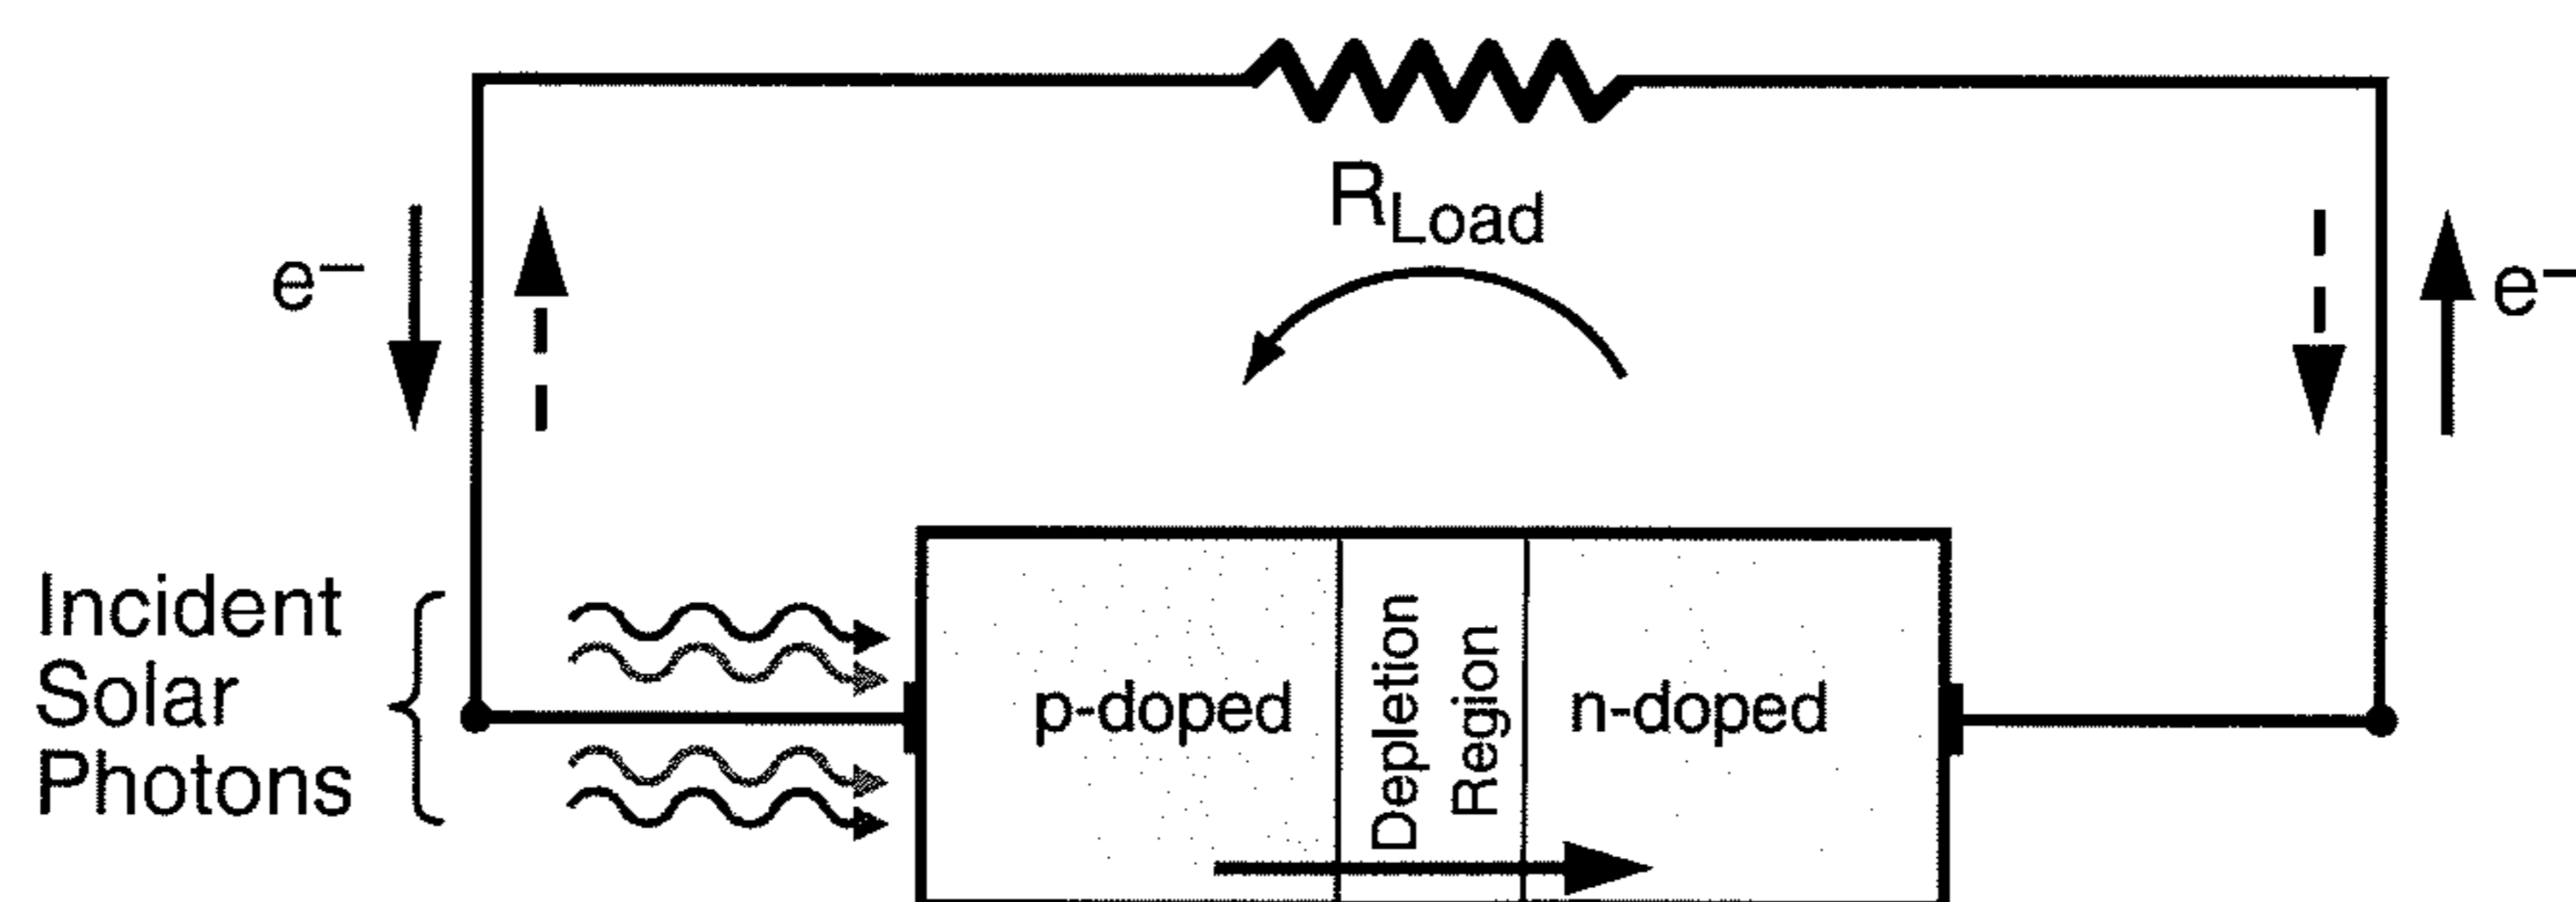 R_Load
e–
e–
Incident
Solar
Photons
p-doped
Depletion
Region
n-doped